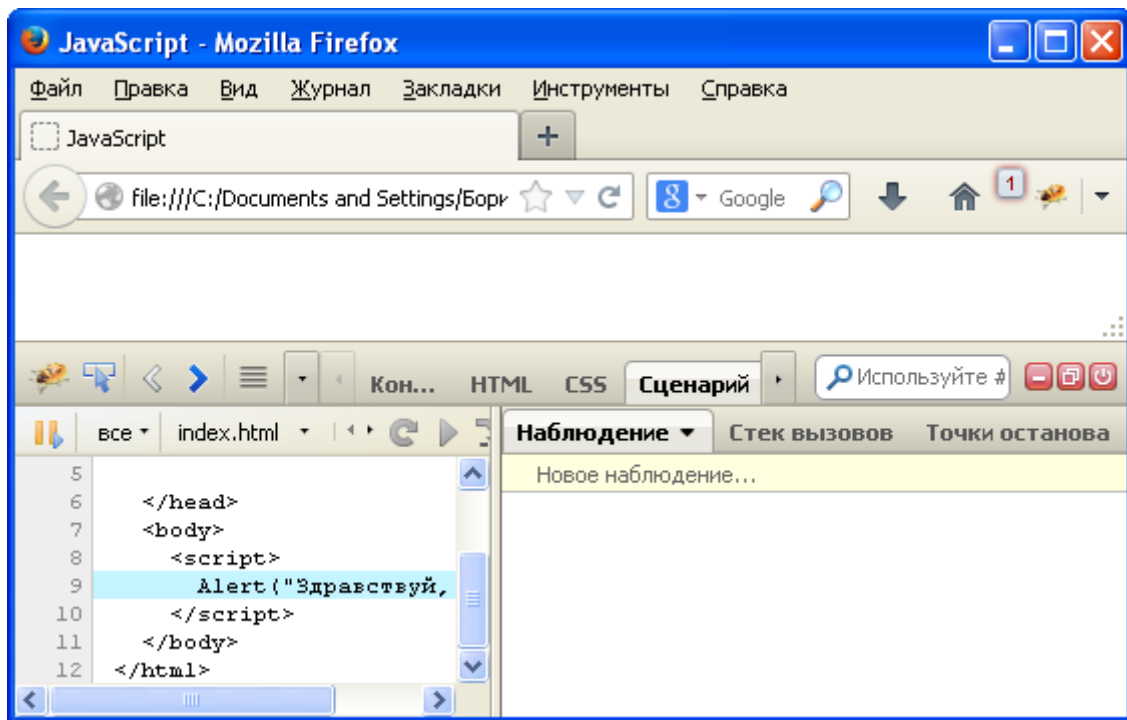 JavaScript - Mozilla Firefox
Файл Правка Вид Журнал Закладки Инструменты Справка
JavaScript +
file:///C:/Documents and Settings/Бори 8 Google 1
Кон... HTML CSS Сценарий Используйте #
все index.html Наблюдение Стек вызовов Точки останова
5 Новое наблюдение...
6 </head>
7 <body>
8 <script>
9 Alert("Здравствуй,
10 </script>
11 </body>
12 </html>